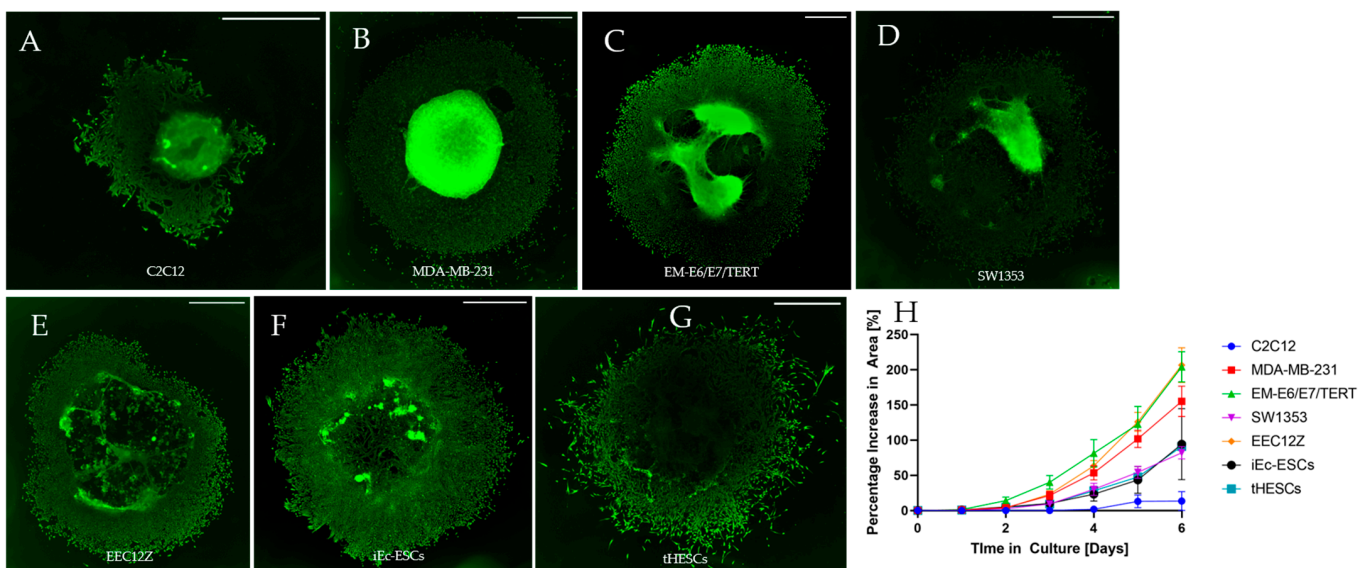 A
B
C
D
C2C12
MDA-MB-231
EM-E6/E7/TERT
SW1353
E
F
G
EEC12Z
iEc-ESCs
tHESCs
H
Percentage Increase in Area [%]
250
200
150
100
50
0
0
2
4
6
TIme in Culture [Days]
C2C12
MDA-MB-231
EM-E6/E7/TERT
SW1353
EEC12Z
iEc-ESCs
tHESCs